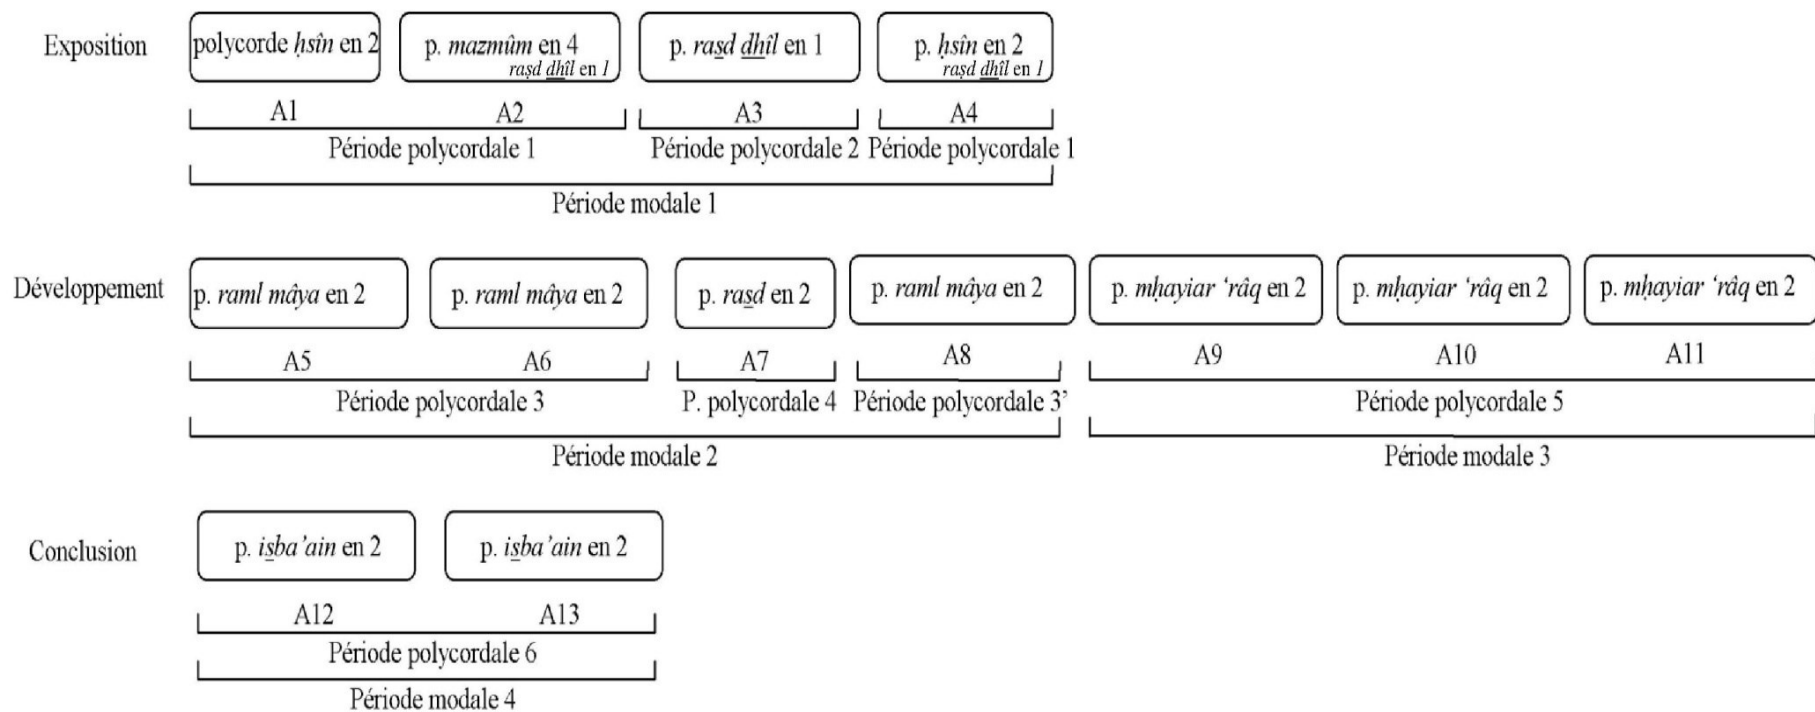 Exposition
polycorde ḥsîn en 2
p. mazmûm en 4
raṣd dhîl en 1
p. raṣd dhîl en 1
p. ḥsîn en 2
raṣd dhîl en 1
A1
A2
A3
A4
Période polycordale 1
Période polycordale 2
Période polycordale 1
Période modale 1
Développement
p. raml mâya en 2
p. raml mâya en 2
p. raṣd en 2
p. raml mâya en 2
p. mḥayiar ‘râq en 2
p. mḥayiar ‘râq en 2
p. mḥayiar ‘râq en 2
A5
A6
A7
A8
A9
A10
A11
Période polycordale 3
P. polycordale 4
Période polycordale 3’
Période polycordale 5
Période modale 2
Période modale 3
Conclusion
p. iṣba’ain en 2
p. iṣba’ain en 2
A12
A13
Période polycordale 6
Période modale 4